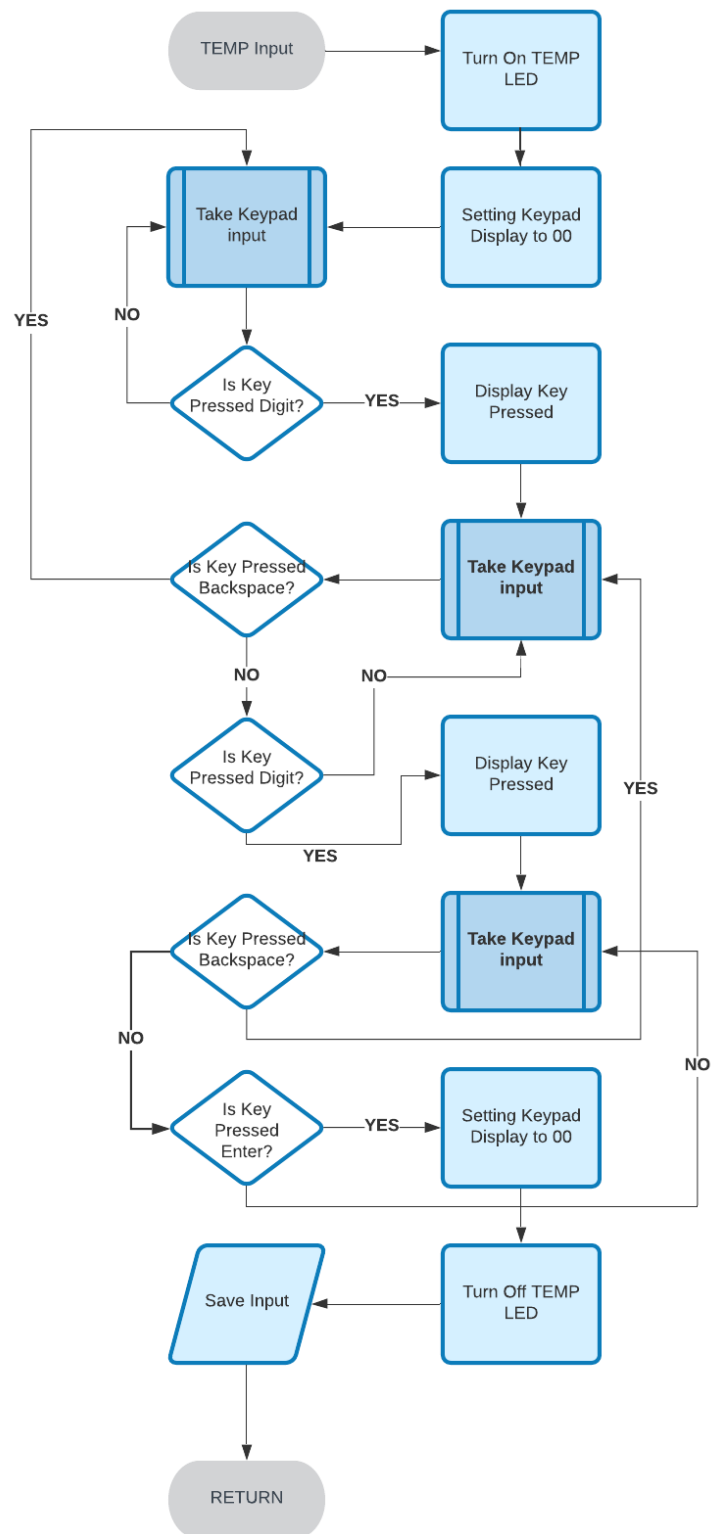 TEMP Input
Turn On TEMP
LED
Take Keypad
input
Setting Keypad
Display to 00
YES
NO
Is Key
Pressed Digit?
YES
Display Key
Pressed
Is Key Pressed
Backspace?
Take Keypad
input
NO
NO
Is Key
Pressed Digit?
Display Key
Pressed
YES
YES
Is Key Pressed
Backspace?
Take Keypad
input
NO
NO
Is Key
Pressed
Enter?
YES
Setting Keypad
Display to 00
Save Input
Turn Off TEMP
LED
RETURN